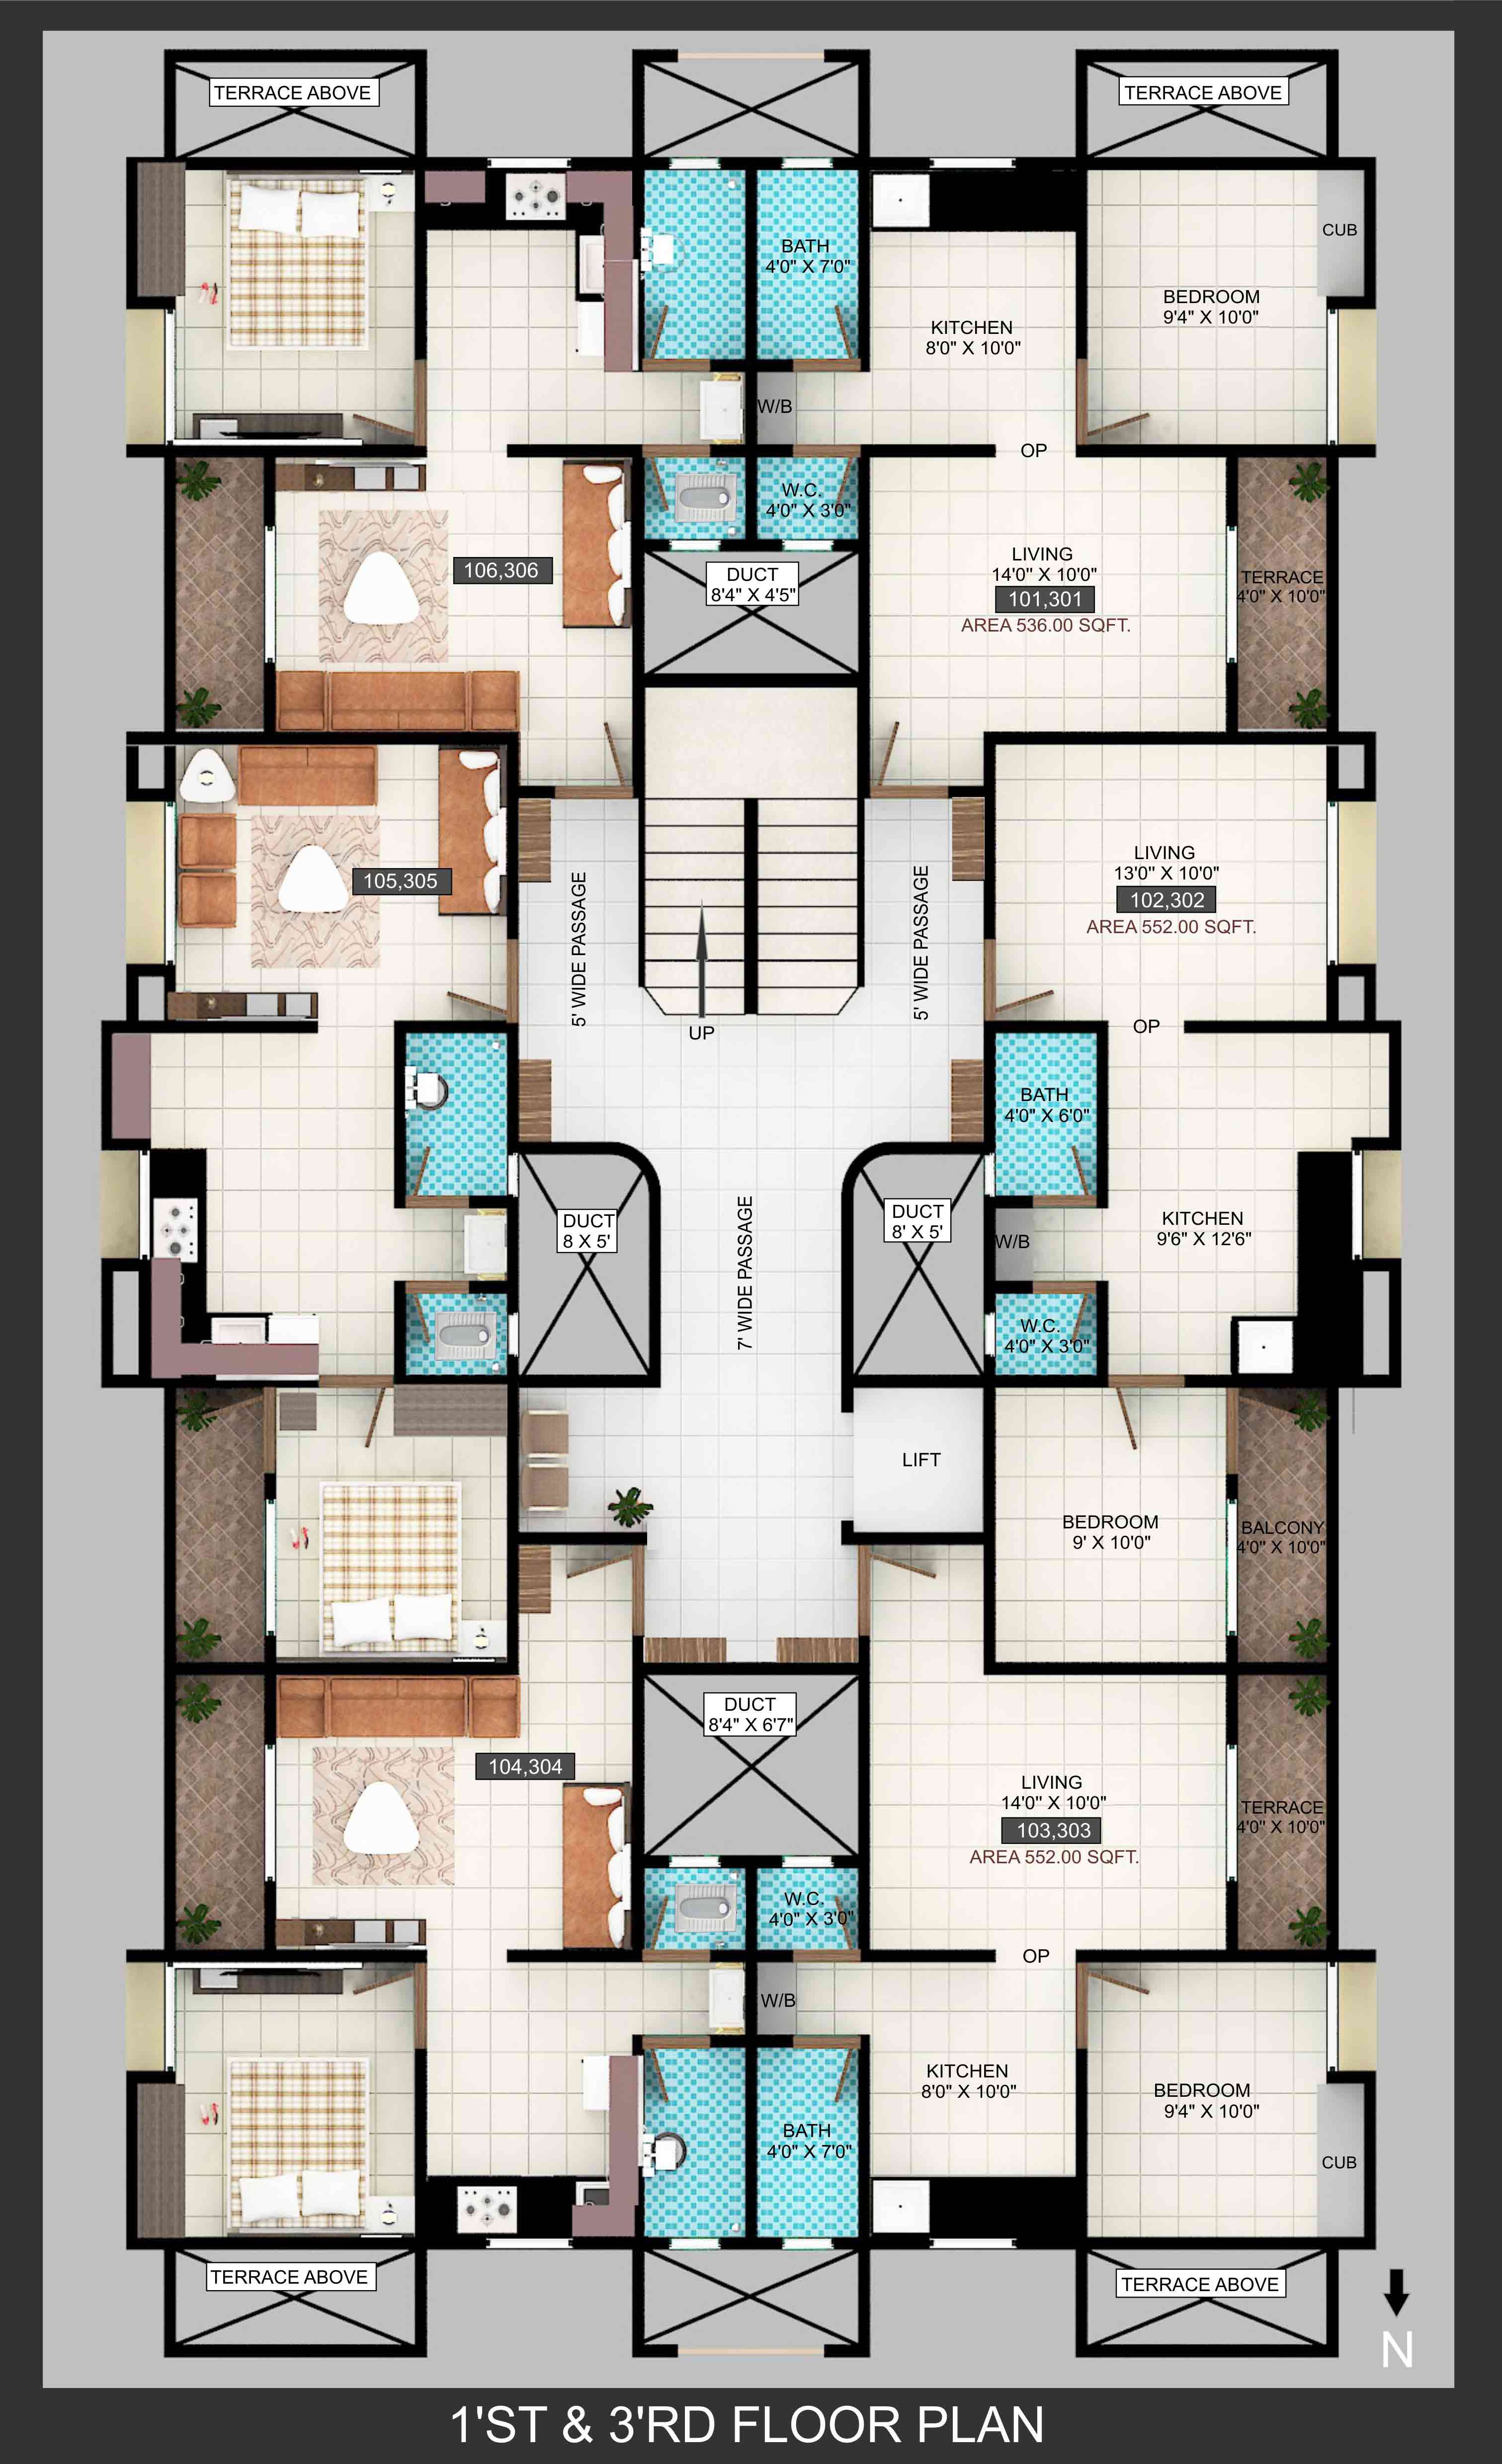 TERRACE ABOVE
TERRACE ABOVE
CUB
BATH
4'0" X 7'0"
BEDROOM
9'4" X 10'0"
KITCHEN
8'0" X 10'0"
W/B
OP
W.C.
4'0" X 3'0"
LIVING
14'0" X 10'0"
101,301
AREA 536.00 SQFT.
106,306
DUCT
8'4" X 4'5"
TERRACE
4'0" X 10'0"
LIVING
13'0" X 10'0"
102,302
AREA 552.00 SQFT.
105,305
5' WIDE PASSAGE
5' WIDE PASSAGE
UP
OP
BATH
4'0" X 6'0"
DUCT
8 X 5'
7' WIDE PASSAGE
DUCT
8' X 5'
W/B
KITCHEN
9'6" X 12'6"
W.C.
4'0" X 3'0"
LIFT
BEDROOM
9' X 10'0"
BALCONY
4'0" X 10'0"
DUCT
8'4" X 6'7"
104,304
LIVING
14'0" X 10'0"
103,303
AREA 552.00 SQFT.
TERRACE
4'0" X 10'0"
W.C.
4'0" X 3'0"
OP
W/B
KITCHEN
8'0" X 10'0"
BEDROOM
9'4" X 10'0"
BATH
4'0" X 7'0"
CUB
TERRACE ABOVE
TERRACE ABOVE
N
1'ST & 3'RD FLOOR PLAN